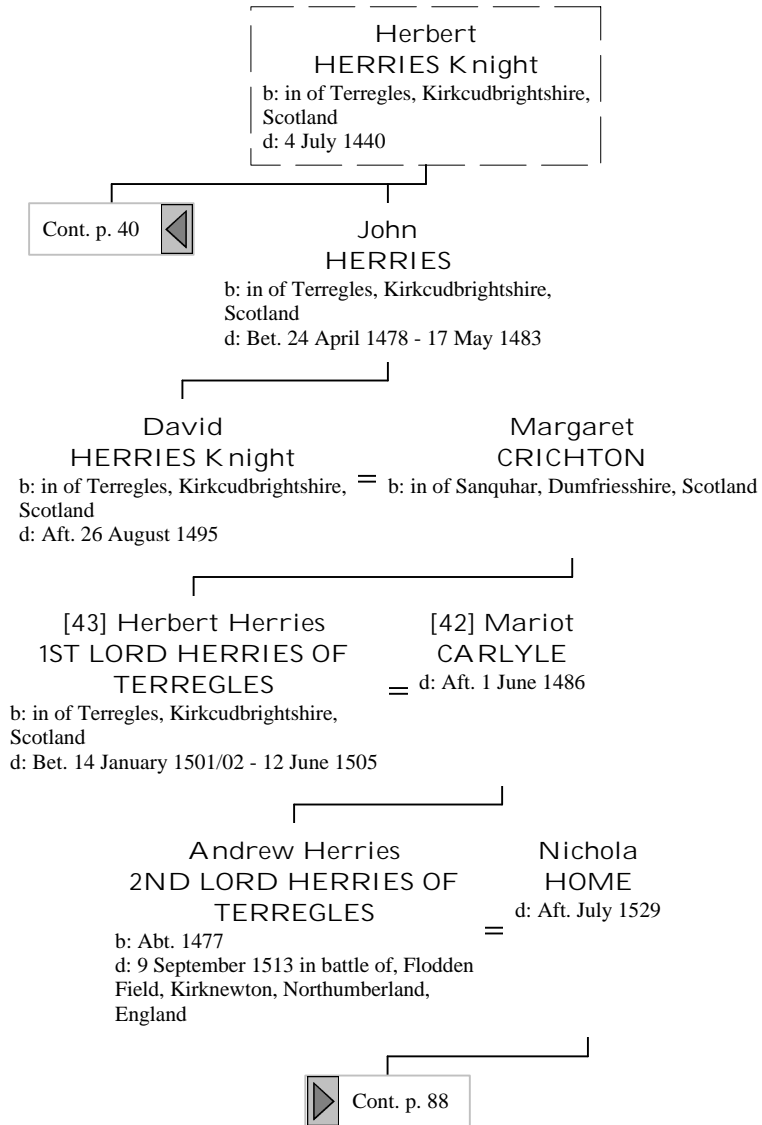 Herbert
HERRIES Knight
b: in of Terregles, Kirkcudbrightshire,
Scotland
d: 4 July 1440
Cont. p. 40
John
HERRIES
b: in of Terregles, Kirkcudbrightshire,
Scotland
d: Bet. 24 April 1478 - 17 May 1483
David
HERRIES Knight
b: in of Terregles, Kirkcudbrightshire,
Scotland
d: Aft. 26 August 1495
=
Margaret
CRICHTON
b: in of Sanquhar, Dumfriesshire, Scotland
[43] Herbert Herries
1ST LORD HERRIES OF
TERREGLES
b: in of Terregles, Kirkcudbrightshire,
Scotland
d: Bet. 14 January 1501/02 - 12 June 1505
=
[42] Mariot
CARLYLE
d: Aft. 1 June 1486
Andrew Herries
2ND LORD HERRIES OF
TERREGLES
b: Abt. 1477
d: 9 September 1513 in battle of, Flodden
Field, Kirknewton, Northumberland,
England
=
Nichola
HOME
d: Aft. July 1529
Cont. p. 88